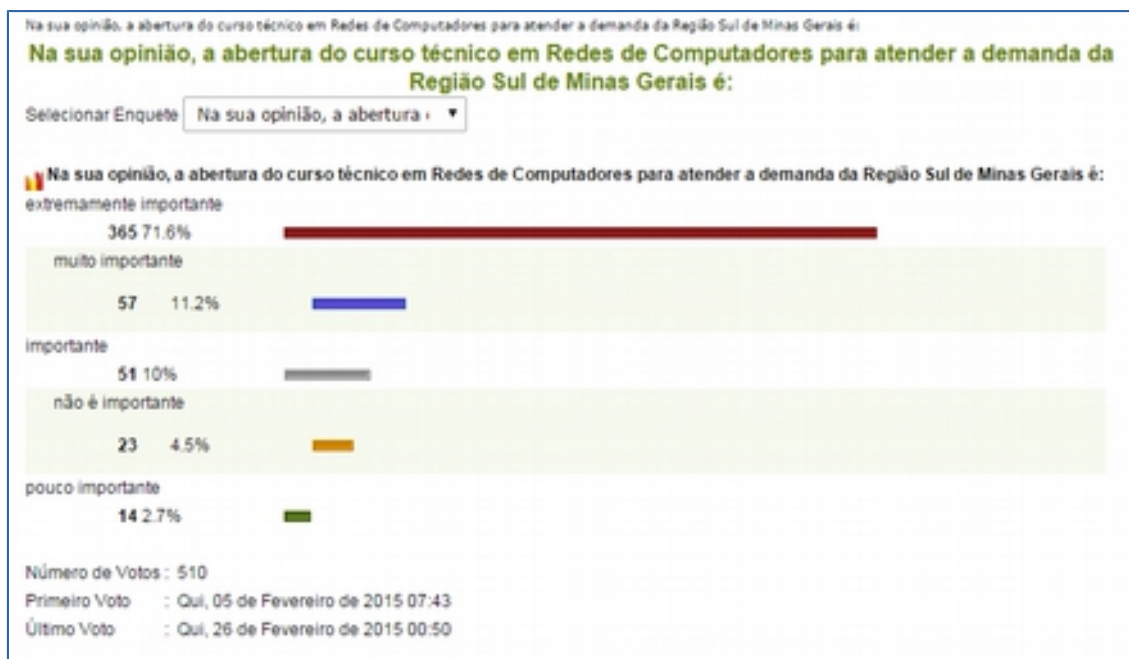 Na sua opinião, a abertura do curso técnico em Redes de Computadores para atender a demanda da Região Sul de Minas Gerais é:
Na sua opinião, a abertura do curso técnico em Redes de Computadores para atender a demanda da
Região Sul de Minas Gerais é:
Selecionar Enquete Na sua opinião, a abertura
Na sua opinião, a abertura do curso técnico em Redes de Computadores para atender a demanda da Região Sul de Minas Gerais é:
extremamente importante
365 71.6%
muito importante
57 11.2%
importante
51 10%
não é importante
23 4.5%
pouco importante
14 2.7%
Número de Votos : 510
Primeiro Voto : Qui, 05 de Fevereiro de 2015 07:43
Último Voto : Qui, 26 de Fevereiro de 2015 00:50